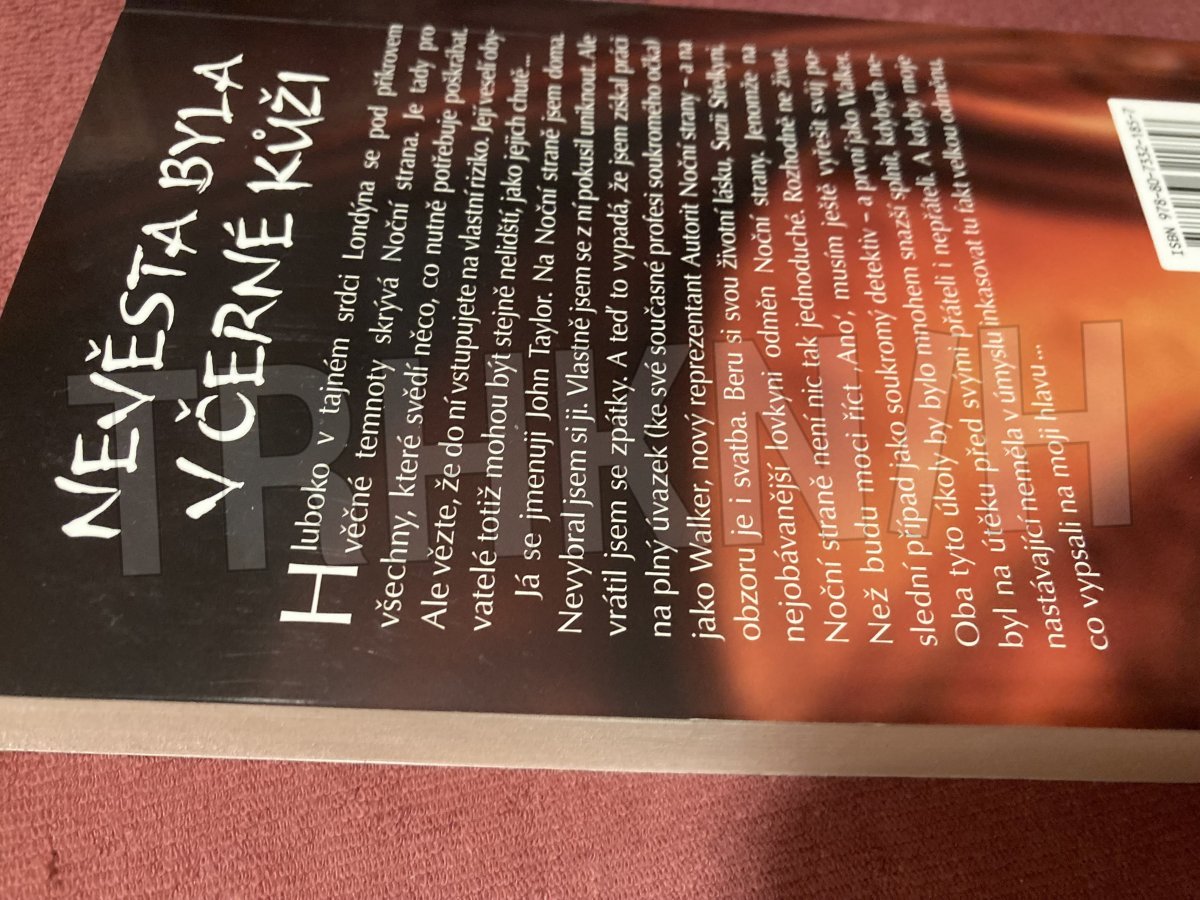 NEVĚSTA BYLA
V ČERNÉ KŮŽI
Hluboko v tajném srdci Londýna se pod příkrovem
věčné temnoty skrývá Noční strana. Je tady pro
všechny, které svědí něco, co nutně potřebuje poškrábat.
Ale vězte, že do ní vstupujete na vlastní riziko. Její veselí oby-
vatelé totiž mohou být stejně nelidští, jako jejich chutě...
Já se jmenuji John Taylor. Na Noční straně jsem doma.
Nevybral jsem si ji. Vlastně jsem se z ní pokusil uniknout. Ale
vrátil jsem se zpátky. A teď to vypadá, že jsem získal práci
na plný úvazek (ke své současné profesi soukromého očka)
jako Walker, nový reprezentant Autorit Noční strany - a na
obzoru je i svatba. Beru si svou životní lásku, Suzii Střelkyni,
nejobávanější lovkyni odměn Noční strany. Jenomže na
Noční straně není nic tak jednoduché. Rozhodně ne život.
Než budu moci říct ‚Ano‘, musím ještě vyřešit svůj po-
slední případ jako soukromý detektiv - a první jako Walker.
Oba tyto úkoly by bylo mnohem snazší splnit, kdybych ne-
byl na útěku před svými přáteli i nepřáteli. A kdyby moje
nastávající neměla v úmyslu inkasovat tu fakt velkou odměnu,
co vypsali na moji hlavu...
ISBN 978-80-7332-185-7
TRHKNIH